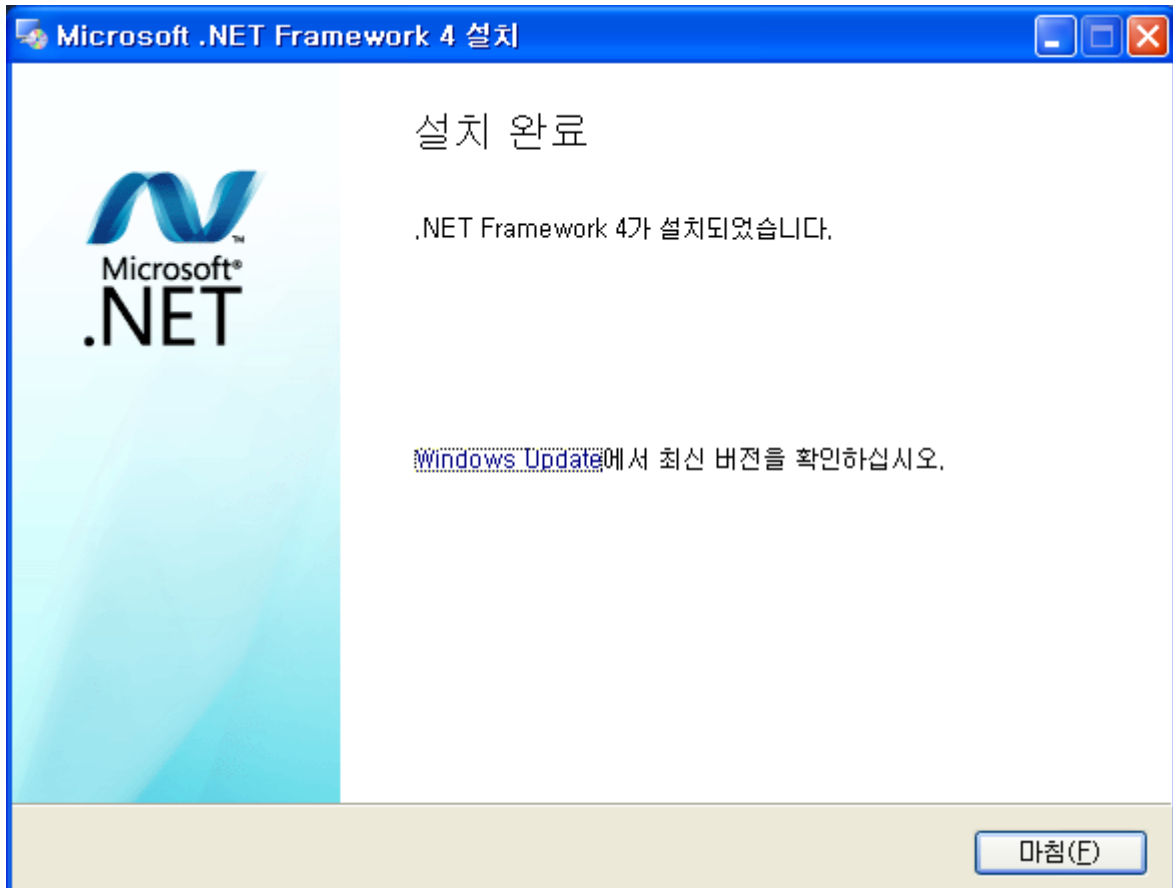 Microsoft .NET Framework 4 설치
설치 완료
Microsoft®
.NET™
.NET Framework 4가 설치되었습니다.
Windows Update에서 최신 버전을 확인하십시오.
마침(F)